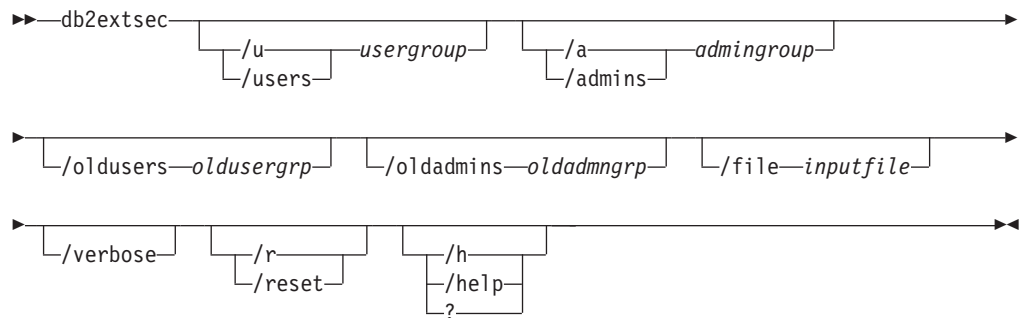 db2extsec /u usergroup /a admingroup
/users /admins
/oldusers oldusergrp /oldadmins oldadmngrp /file inputfile
/verbose /r /h
/reset /help
?